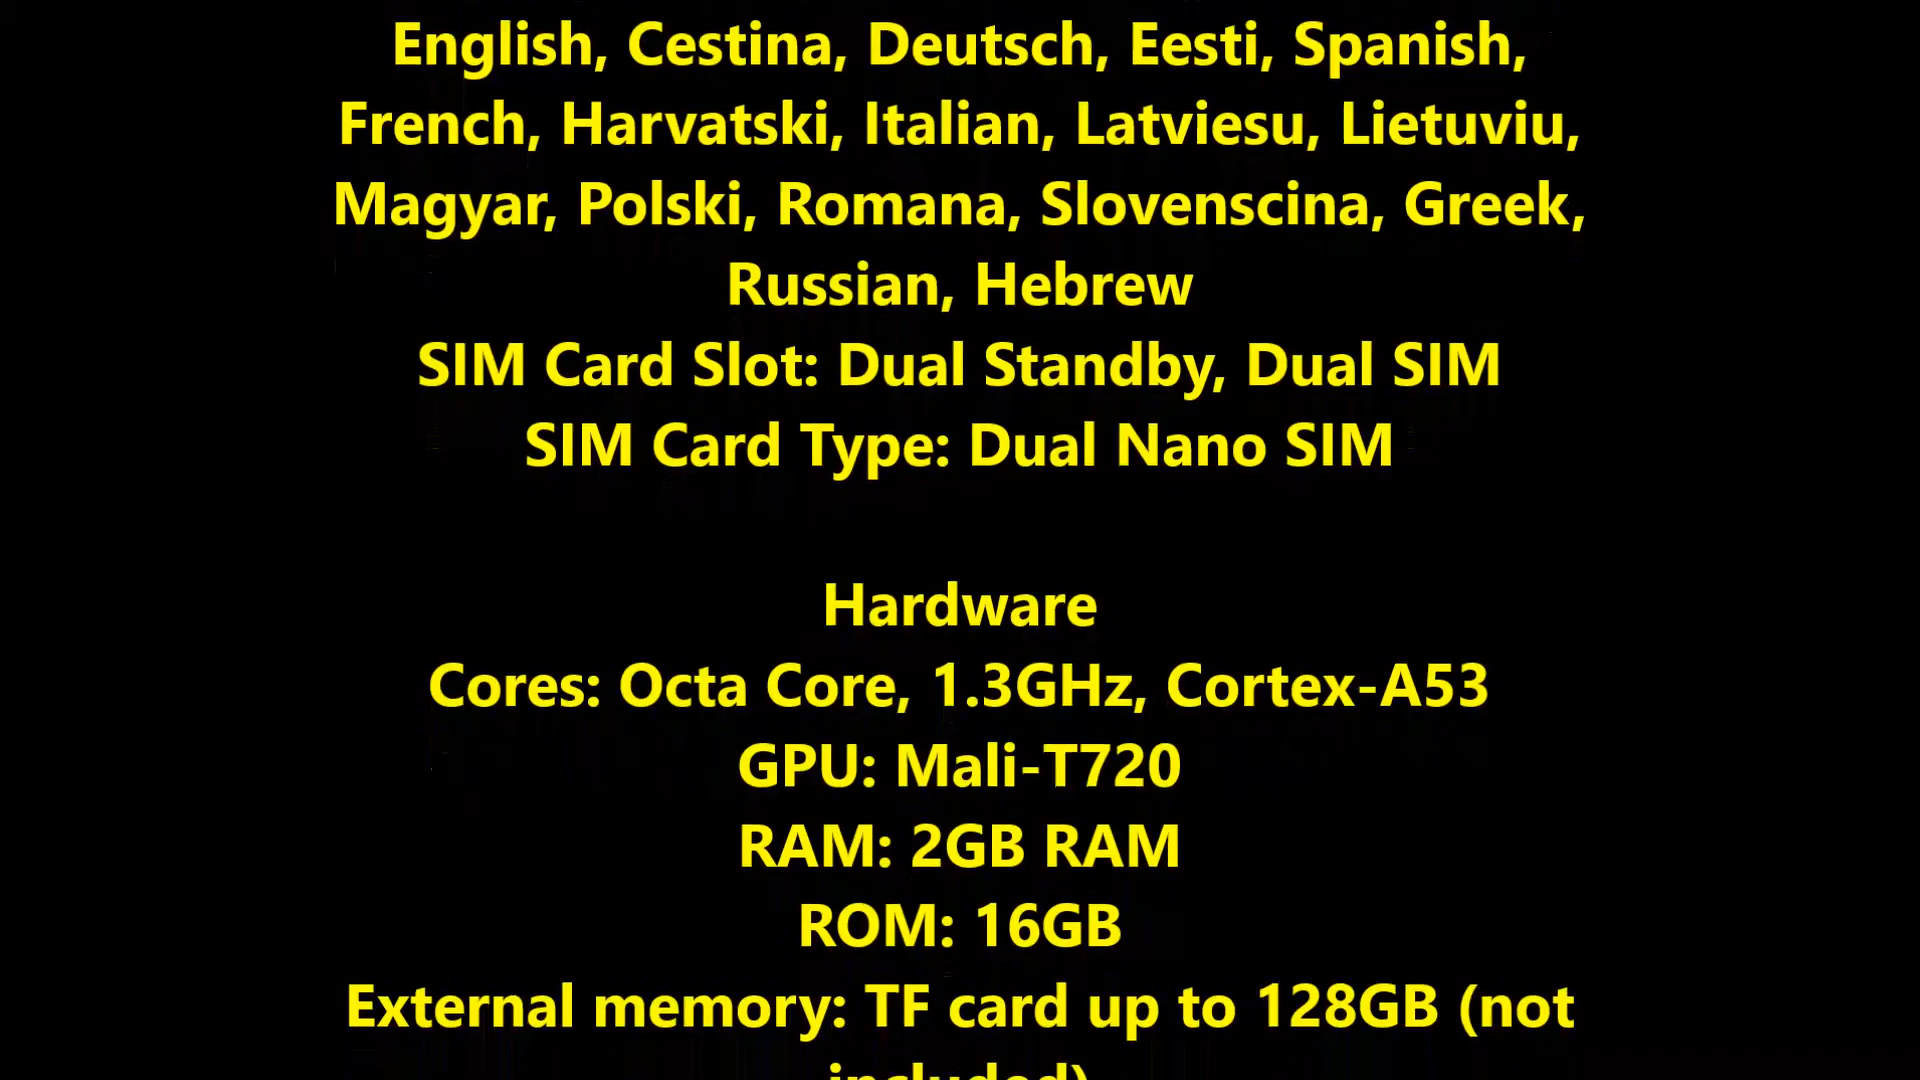 English, Cestina, Deutsch, Eesti, Spanish,
French, Harvatski, Italian, Latviesu, Lietuviu,
Magyar, Polski, Romana, Slovenscina, Greek,
Russian, Hebrew
SIM Card Slot: Dual Standby, Dual SIM
SIM Card Type: Dual Nano SIM
Hardware
Cores: Octa Core, 1.3GHz, Cortex-A53
GPU: Mali-T720
RAM: 2GB RAM
ROM: 16GB
External memory: TF card up to 128GB (not
included)